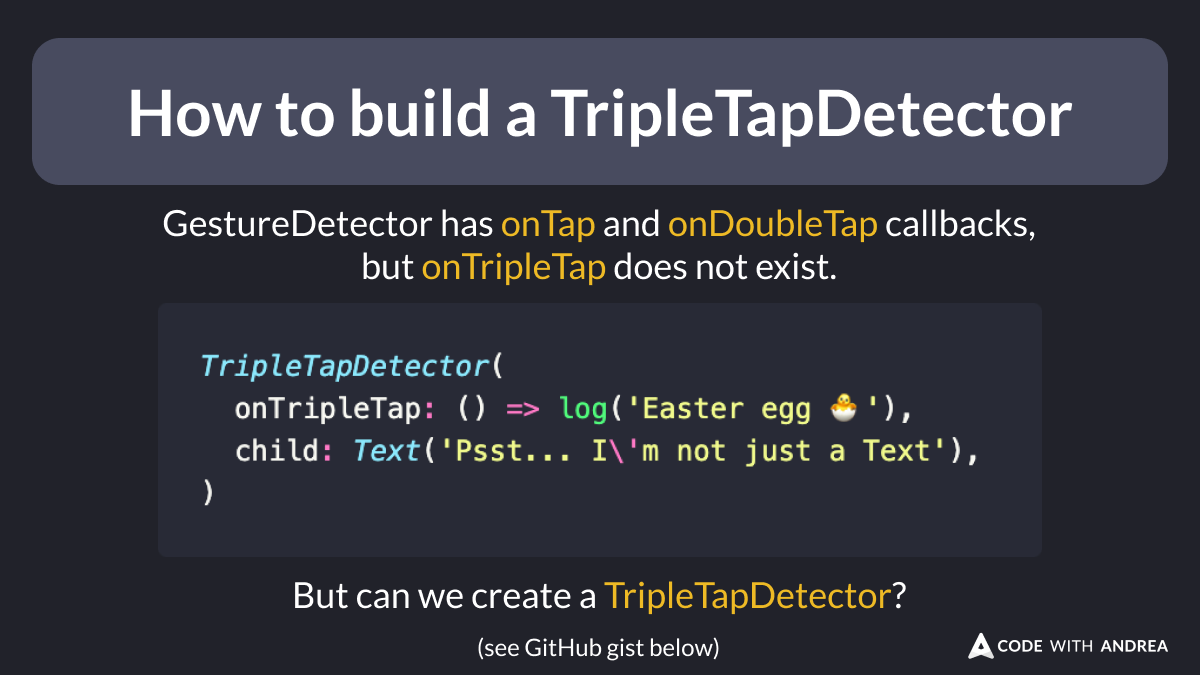 How to build a TripleTapDetector
GestureDetector has onTap and onDoubleTap callbacks,
but onTripleTap does not exist.
TripleTapDetector(
  onTripleTap: () => log('Easter egg 🐣'),
  child: Text('Psst... I\'m not just a Text'),
)
But can we create a TripleTapDetector?
(see GitHub gist below)
CODE WITH ANDREA